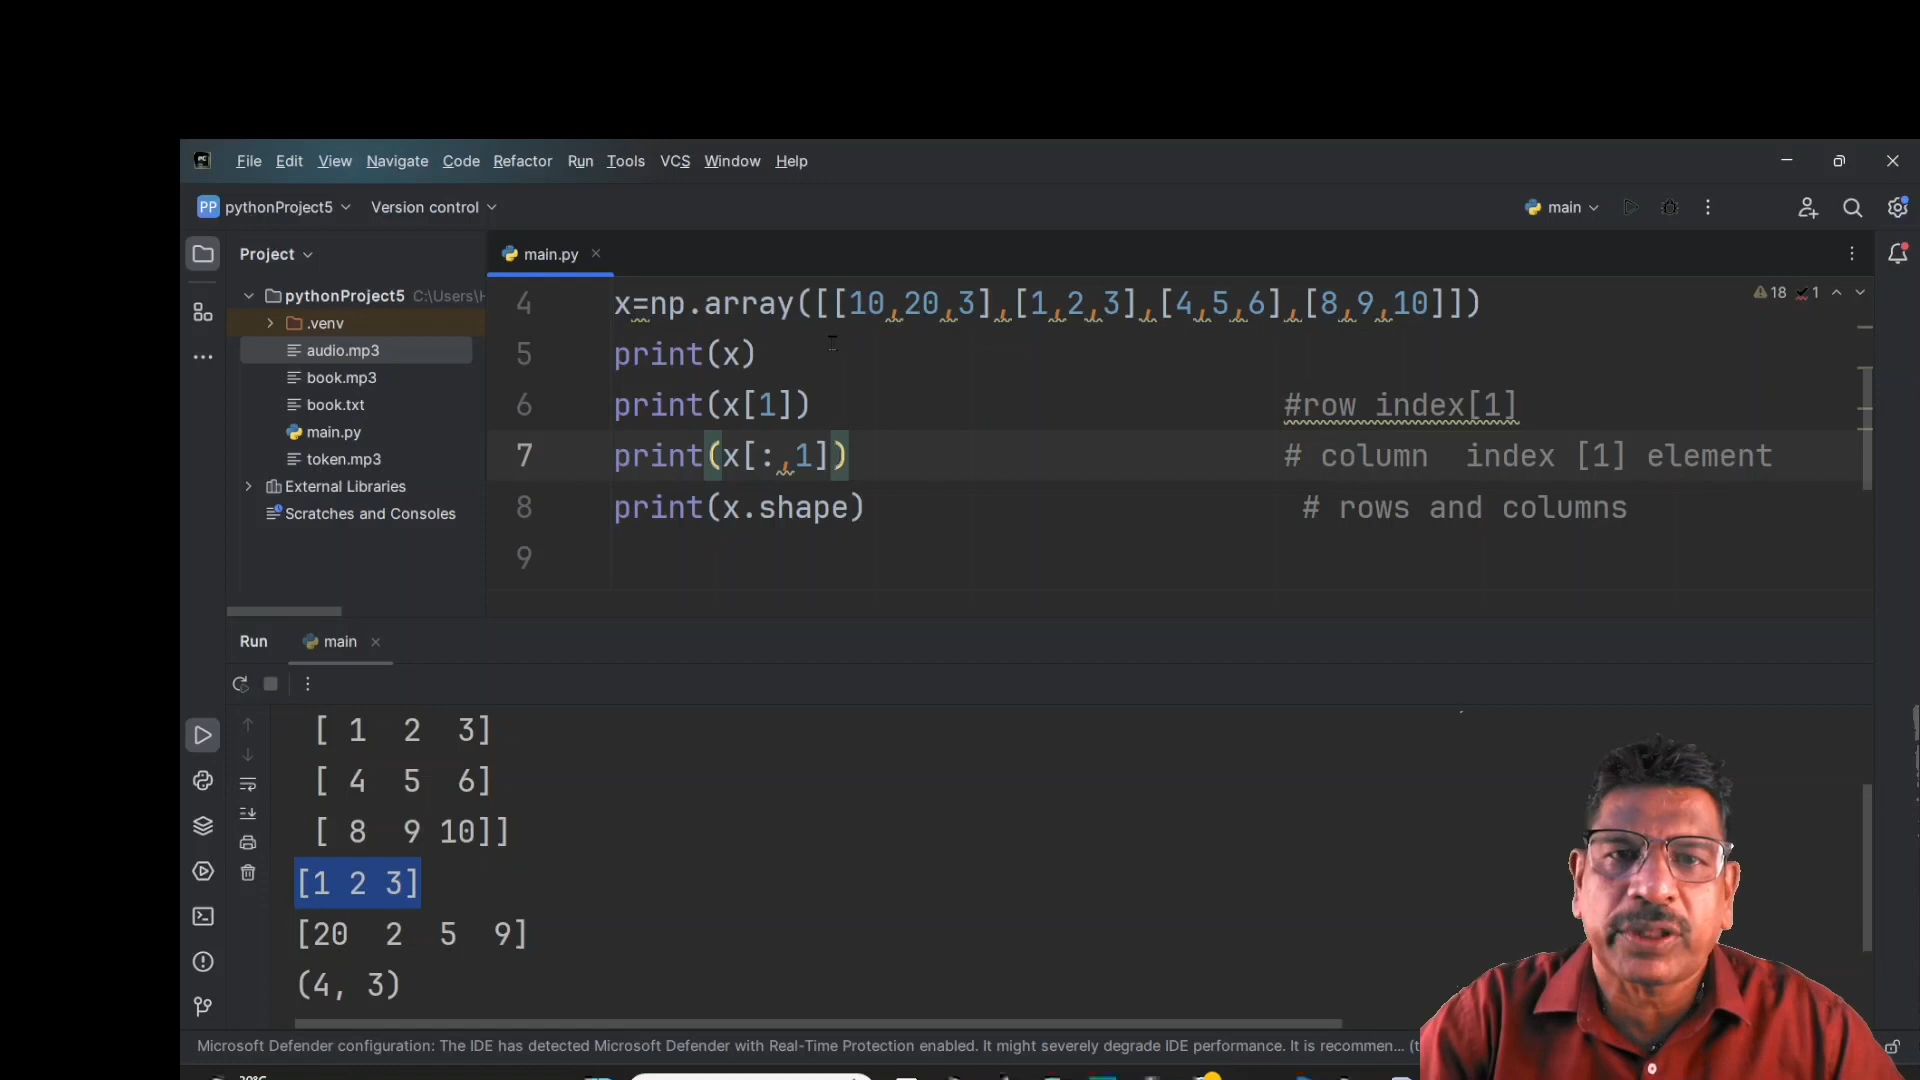 File Edit View Navigate Code Refactor Run Tools VCS Window Help
PP pythonProject5 Version control main
Project main.py
pythonProject5 C:\Users\
.venv
audio.mp3
book.mp3
book.txt
main.py
token.mp3
External Libraries
Scratches and Consoles
18 1
4 x=np.array([[10,20,3],[1,2,3],[4,5,6],[8,9,10]])
5 print(x)
6 print(x[1]) #row index[1]
7 print(x[:,1]) # column index [1] element
8 print(x.shape) # rows and columns
9
Run main
[ 1 2 3]
[ 4 5 6]
[ 8 9 10]]
[1 2 3]
[20 2 5 9]
(4, 3)
Microsoft Defender configuration: The IDE has detected Microsoft Defender with Real-Time Protection enabled. It might severely degrade IDE performance. It is recommen... (t